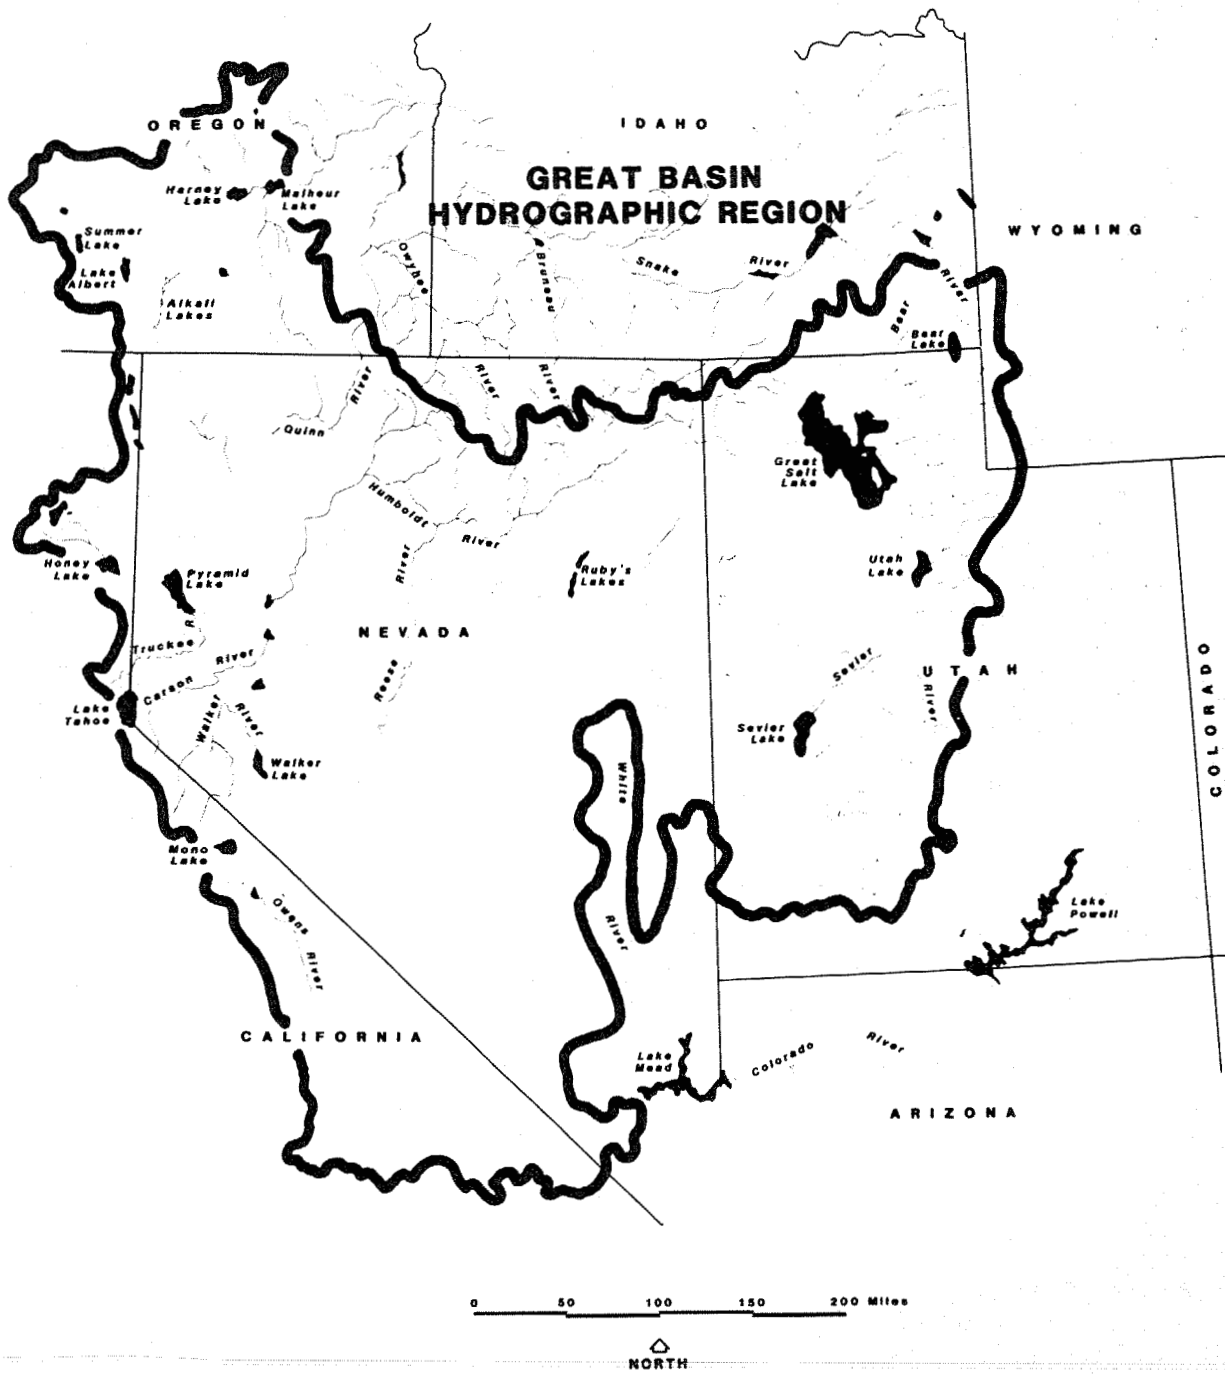 OREGON
IDAHO
GREAT BASIN
HYDROGRAPHIC REGION
WYOMING
Harney
Lake
Malheur
Lake
Summer
Lake
Lake
Albert
Alkali
Lakes
Owyhee
River
Bruneau
River
Snake
River
Bear
River
Bear
Lake
Quinn
River
Great
Salt
Lake
Humboldt
River
Honey
Lake
Pyramid
Lake
Ruby's
Lakes
Utah
Lake
NEVADA
Truckee
R
Carson
River
Reese
River
Walker
River
Walker
Lake
Lake
Tahoe
Sevier
River
UTAH
Sevier
Lake
COLORADO
White
River
Mono
Lake
Owens
River
Lake
Powell
CALIFORNIA
Lake
Mead
Colorado
River
ARIZONA
0 50 100 150 200 Miles
NORTH